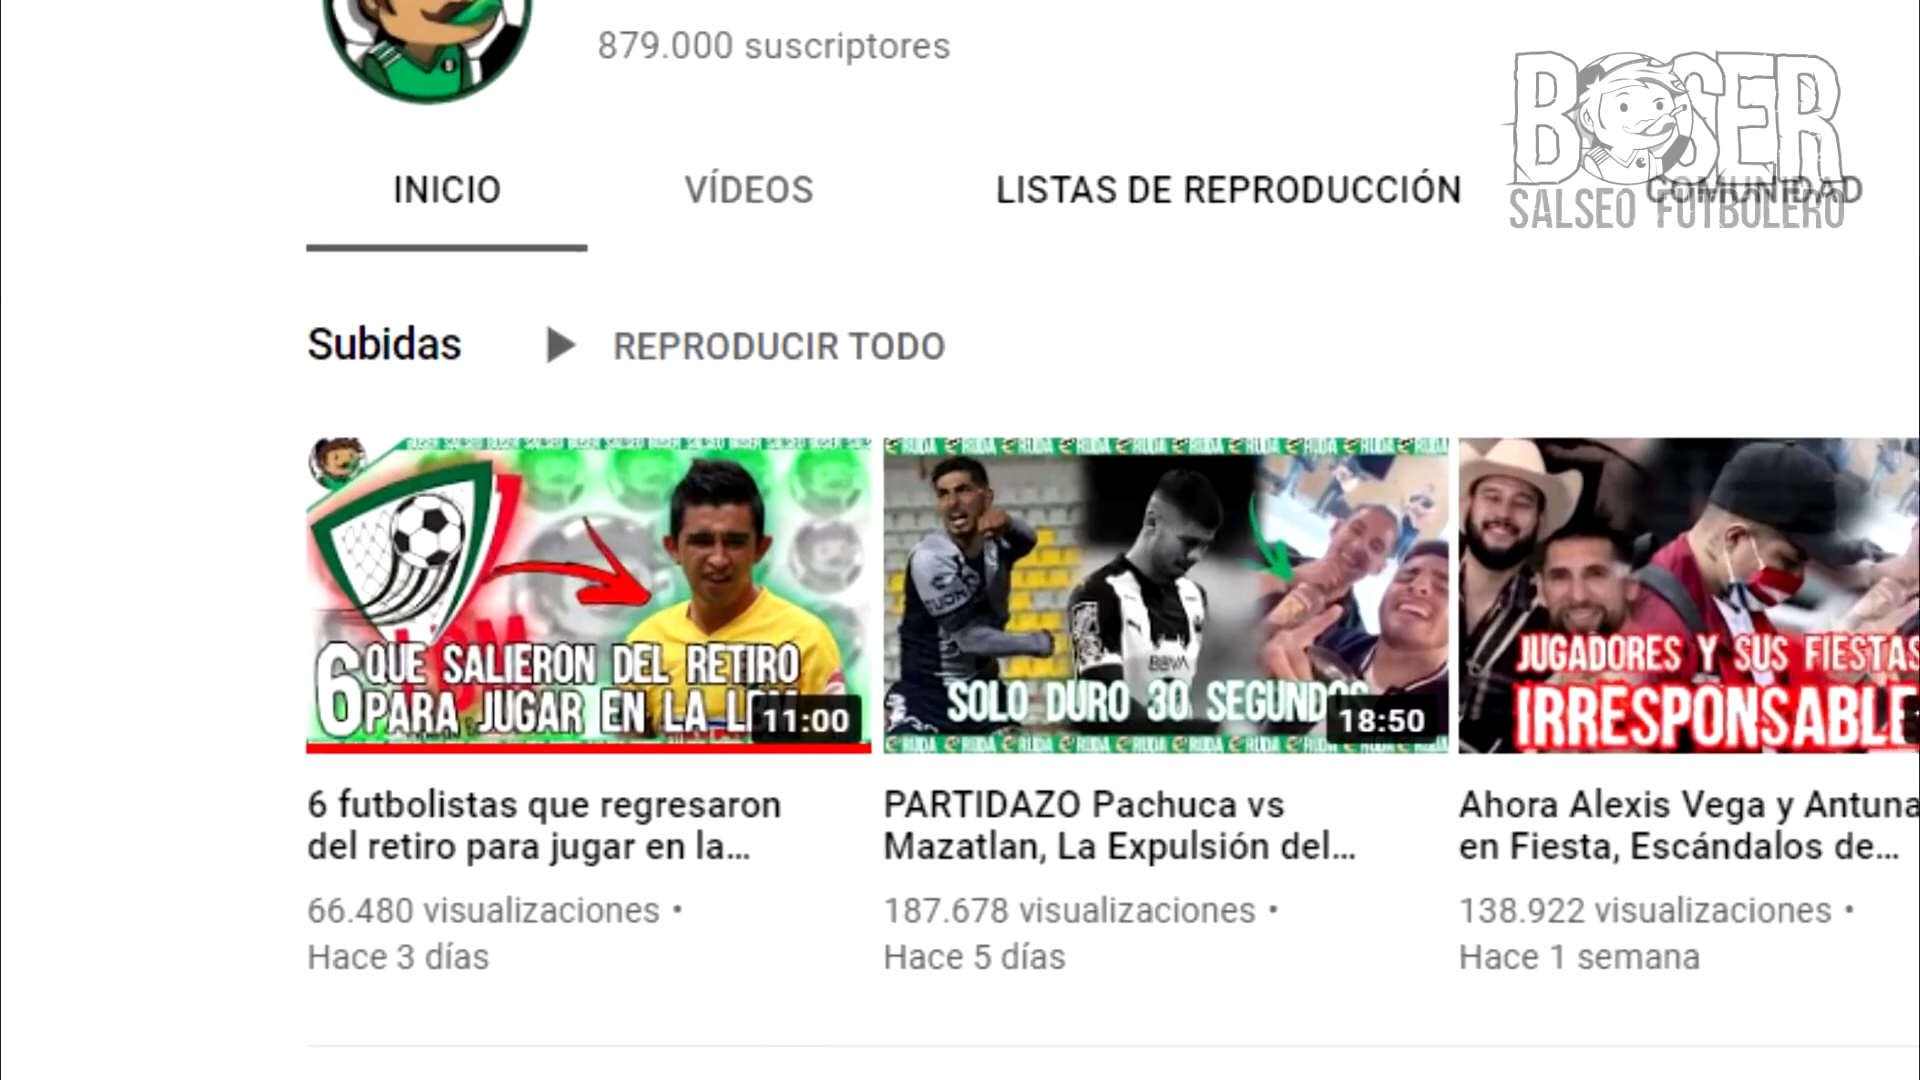 879.000 suscriptores
BOSER
SALSEO FUTBOLERO
INICIO
VÍDEOS
LISTAS DE REPRODUCCIÓN
COMUNIDAD
Subidas
REPRODUCIR TODO
6 QUE SALIERON DEL RETIRO
PARA JUGAR EN LA
11:00
BBVA
SOLO DURO 30 SEGUNDOS
18:50
JUGADORES Y SUS FIESTAS
IRRESPONSABLE
6 futbolistas que regresaron
del retiro para jugar en la...
66.480 visualizaciones •
Hace 3 días
PARTIDAZO Pachuca vs
Mazatlan, La Expulsión del...
187.678 visualizaciones •
Hace 5 días
Ahora Alexis Vega y Antuna
en Fiesta, Escándalos de...
138.922 visualizaciones •
Hace 1 semana